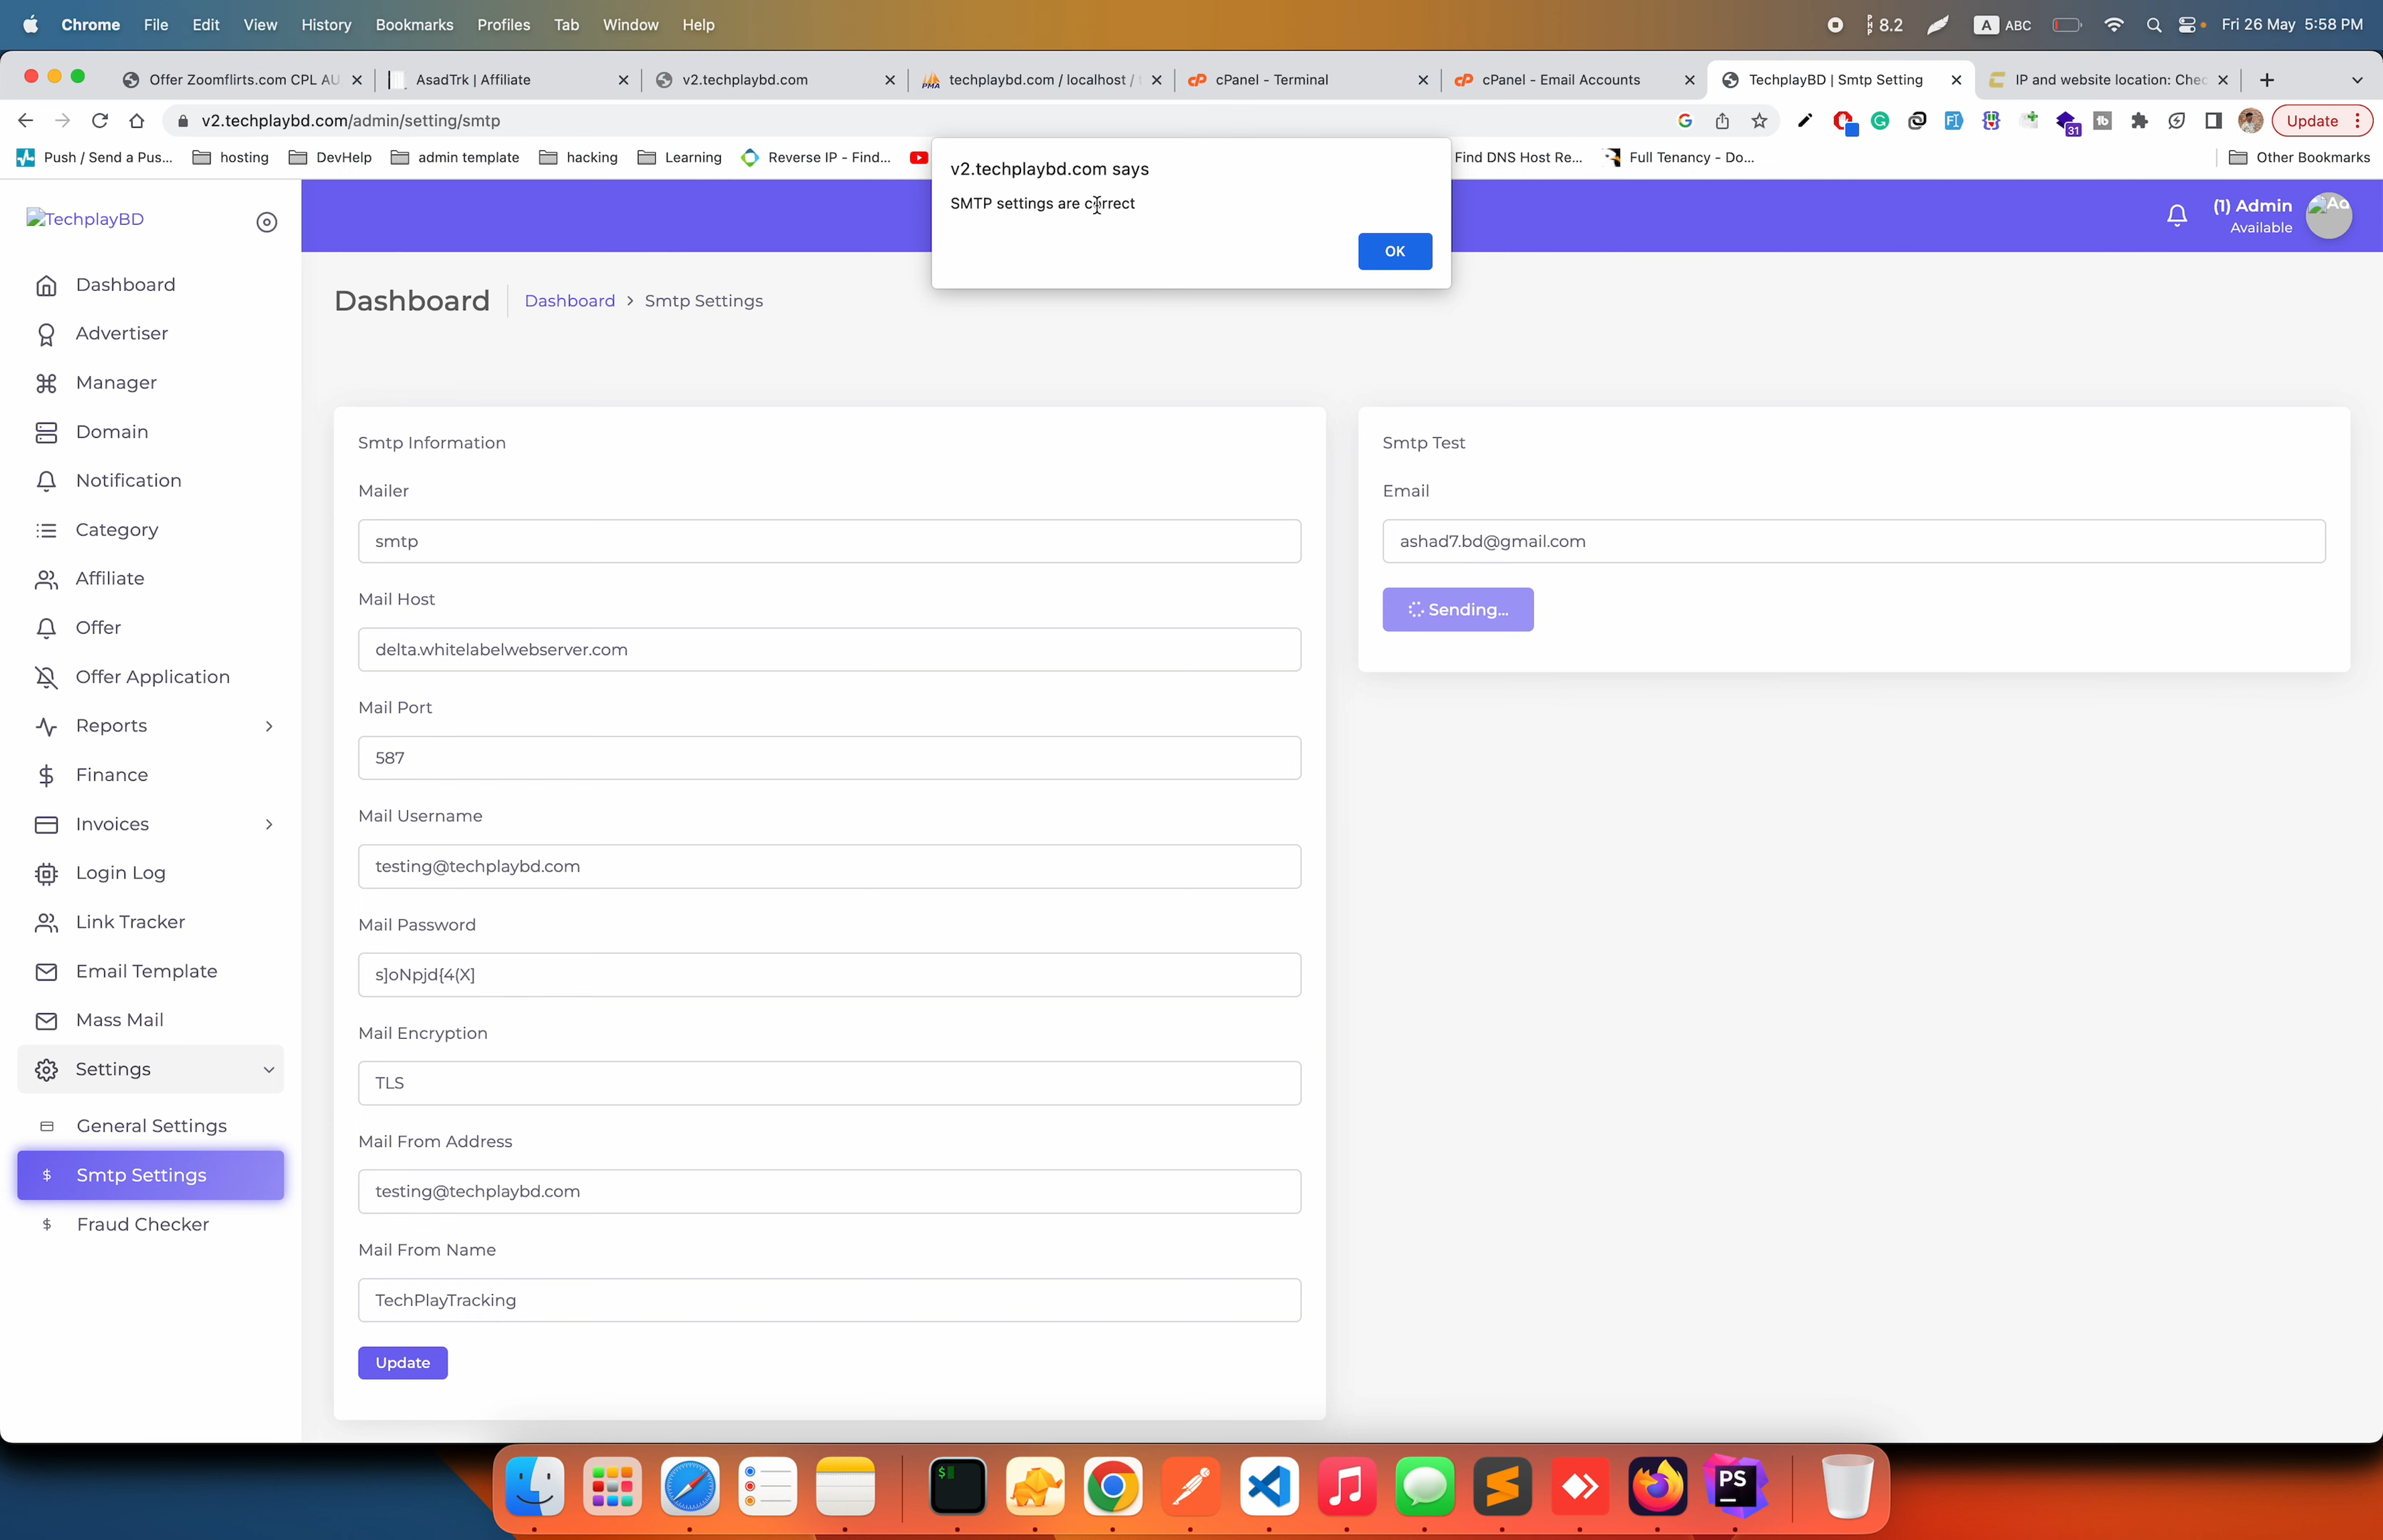 Chrome File Edit View History Bookmarks Profiles Tab Window Help
PHP 8.2 A ABC Fri 26 May 5:58 PM
Offer Zoomflirts.com CPL AU
AsadTrk | Affiliate
v2.techplaybd.com
PMA techplaybd.com / localhost /
cP cPanel - Terminal
cP cPanel - Email Accounts
TechplayBD | Smtp Setting
IP and website location: Chec
v2.techplaybd.com/admin/setting/smtp
31
Update
Push / Send a Pus...
hosting
DevHelp
admin template
hacking
Learning
Reverse IP - Find...
Find DNS Host Re...
Full Tenancy - Do...
Other Bookmarks
v2.techplaybd.com says
SMTP settings are correct
OK
TechplayBD
(1) Admin
Available
Ad
Dashboard
Advertiser
Manager
Domain
Notification
Category
Affiliate
Offer
Offer Application
Reports
Finance
Invoices
Login Log
Link Tracker
Email Template
Mass Mail
Settings
General Settings
$ Smtp Settings
$ Fraud Checker
Dashboard
Dashboard > Smtp Settings
Smtp Information
Mailer
smtp
Mail Host
delta.whitelabelwebserver.com
Mail Port
587
Mail Username
testing@techplaybd.com
Mail Password
s]oNpjd{4(X]
Mail Encryption
TLS
Mail From Address
testing@techplaybd.com
Mail From Name
TechPlayTracking
Update
Smtp Test
Email
ashad7.bd@gmail.com
Sending...
PS